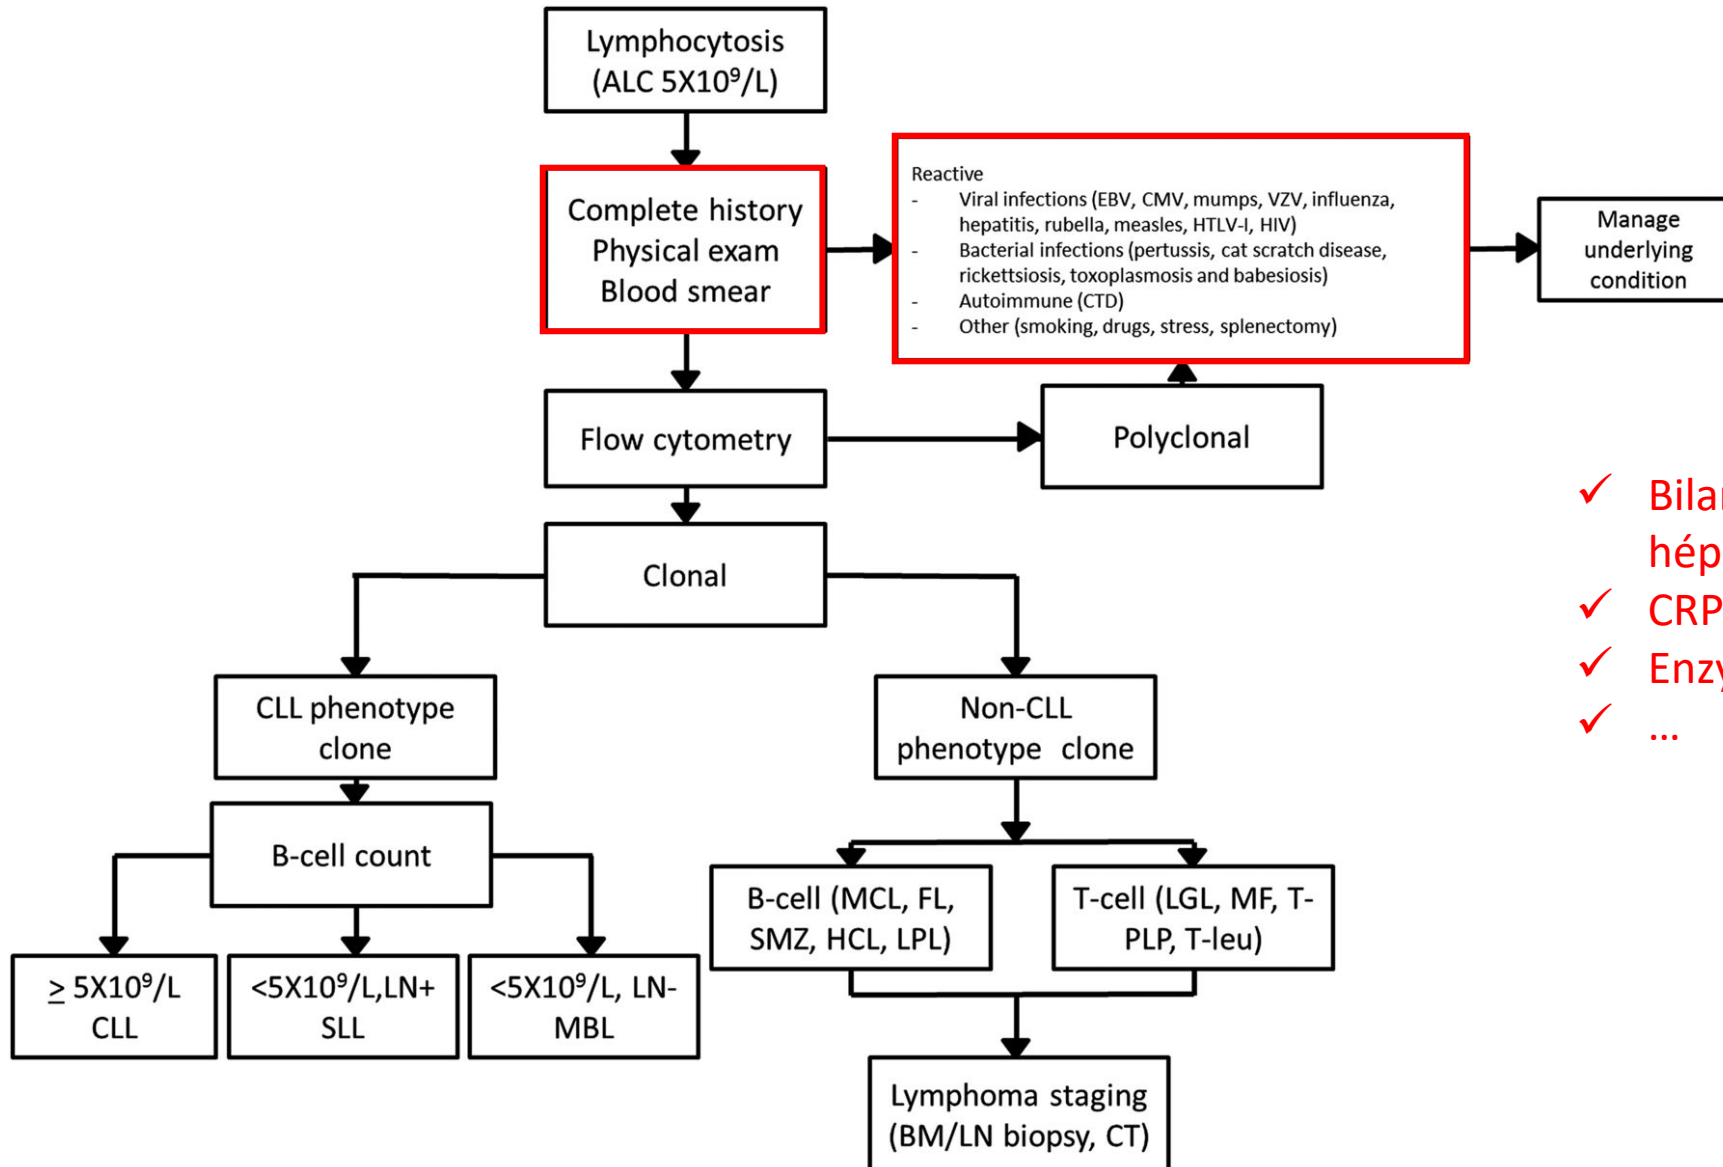 Lymphocytosis
(ALC 5X10⁹/L)
Complete history
Physical exam
Blood smear
Reactive
- Viral infections (EBV, CMV, mumps, VZV, influenza,
hepatitis, rubella, measles, HTLV-I, HIV)
- Bacterial infections (pertussis, cat scratch disease,
rickettsiosis, toxoplasmosis and babesiosis)
- Autoimmune (CTD)
- Other (smoking, drugs, stress, splenectomy)
Manage
underlying
condition
Flow cytometry
Polyclonal
✓ 
✓ CRP
✓ 
✓ ...
Clonal
CLL phenotype
clone
Non-CLL
phenotype clone
B-cell count
B-cell (MCL, FL,
SMZ, HCL, LPL)
T-cell (LGL, MF, T-
PLP, T-leu)
≥ 5X10⁹/L
CLL
<5X10⁹/L,LN+
SLL
<5X10⁹/L, LN-
MBL
Lymphoma staging
(BM/LN biopsy, CT)